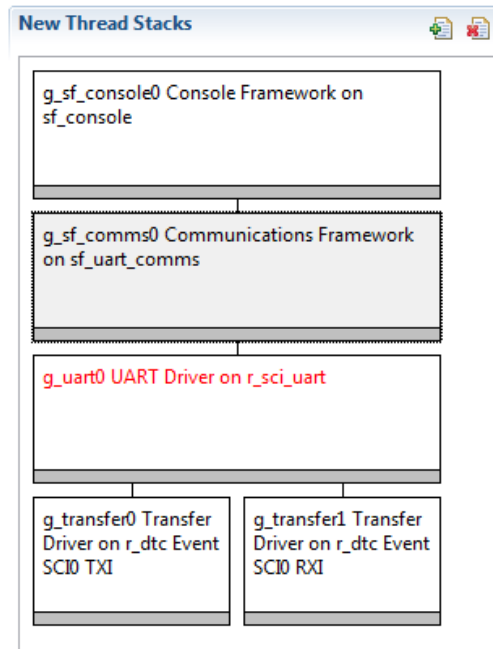 New Thread Stacks
g_sf_console0 Console Framework on
sf_console
g_sf_comms0 Communications Framework
on sf_uart_comms
g_uart0 UART Driver on r_sci_uart
g_transfer0 Transfer
Driver on r_dtc Event
SCI0 TXI
g_transfer1 Transfer
Driver on r_dtc Event
SCI0 RXI